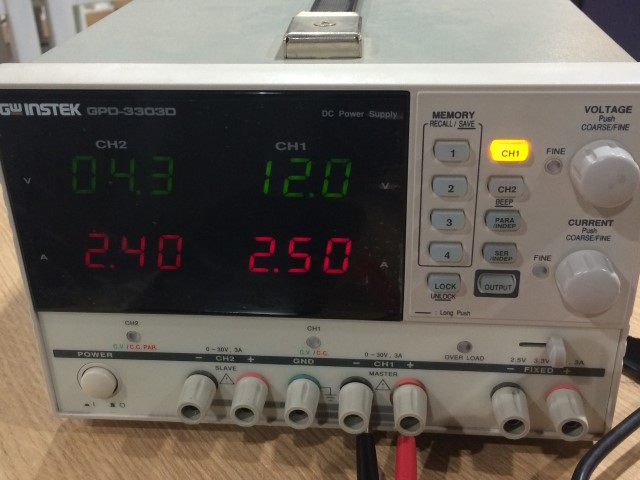 GW INSTEK GPD-3303D
DC Power Supply
CH2 CH1
V 04.3 12.0 V
A 2.40 2.50 A
MEMORY
RECALL/ SAVE
1
2
3
4
LOCK
UNLOCK
Long Push
CH1
CH2
BEEP
PARA
/INDEP
SER
/INDEP
OUTPUT
VOLTAGE
Push
COARSE/FINE
FINE
CURRENT
Push
COARSE/FINE
FINE
CH2
C.V./ C.C. PAR.
CH1
C.V./ C.C.
OVER LOAD
POWER
0~30V, 3A
− CH2 +
SLAVE
GND
0~30V, 3A
− CH1 +
MASTER
2.5V 3.3V 3A
− FIXED +